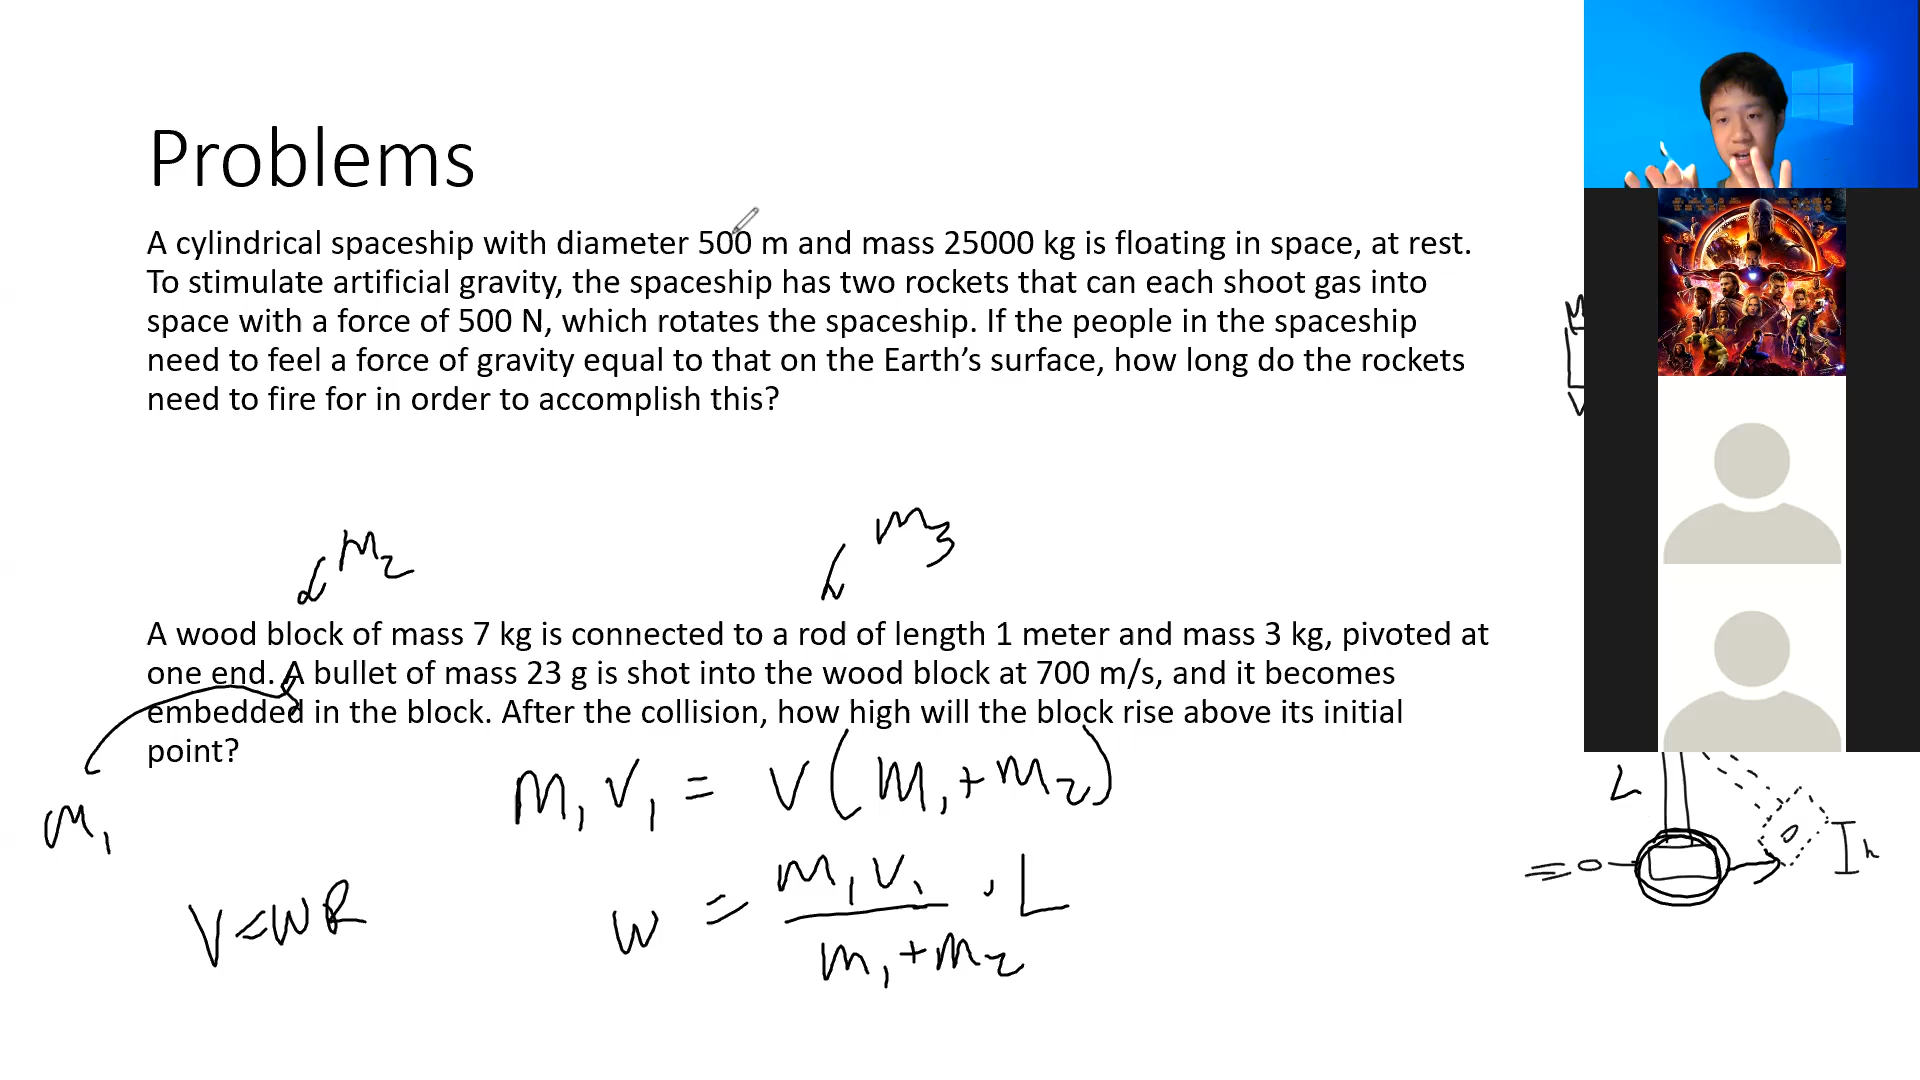 Problems
A cylindrical spaceship with diameter 500 m and mass 25000 kg is floating in space, at rest.
To stimulate artificial gravity, the spaceship has two rockets that can each shoot gas into
space with a force of 500 N, which rotates the spaceship. If the people in the spaceship
need to feel a force of gravity equal to that on the Earth’s surface, how long do the rockets
need to fire for in order to accomplish this?
m₂
m₃
A wood block of mass 7 kg is connected to a rod of length 1 meter and mass 3 kg, pivoted at
one end. A bullet of mass 23 g is shot into the wood block at 700 m/s, and it becomes
embedded in the block. After the collision, how high will the block rise above its initial
point?
m₁
m₁v₁ = v(m₁+m₂)
v=wR
w = m₁v₁/(m₁+m₂) · L
L
h